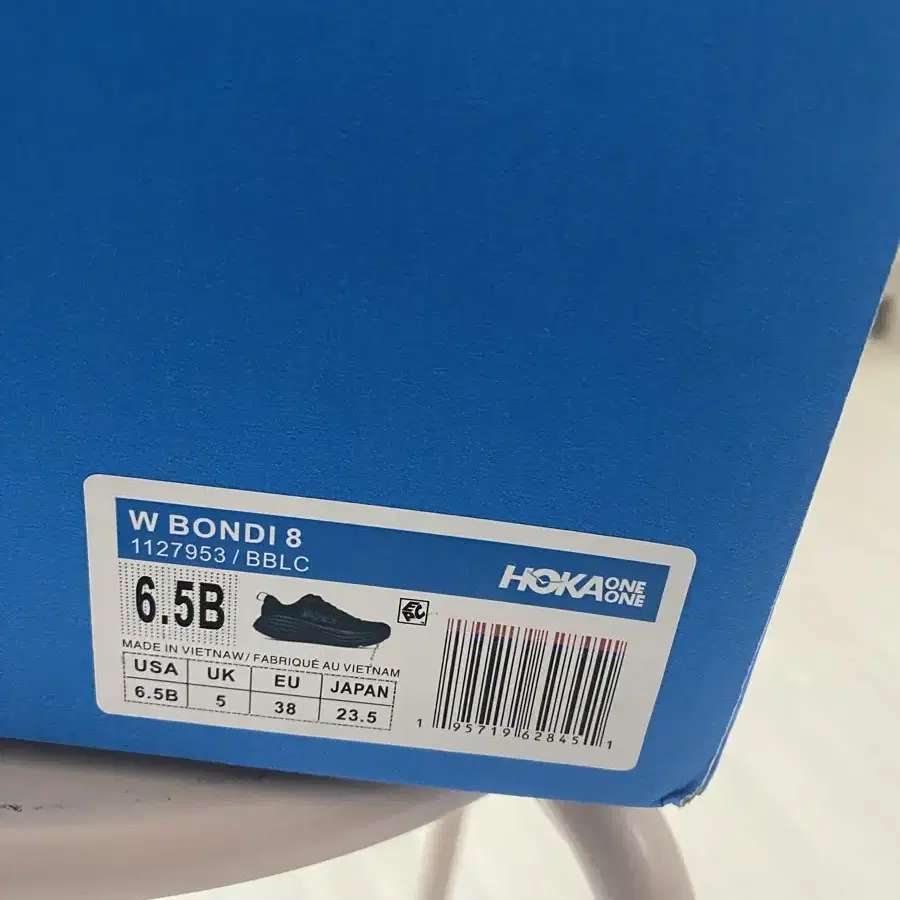 W BONDI 8
1127953 / BBLC
HOKA ONE ONE
6.5B
MADE IN VIETNAW / FABRIQUÉ AU VIETNAM
USA UK EU JAPAN
6.5B 5 38 23.5
1 95719 62845 1